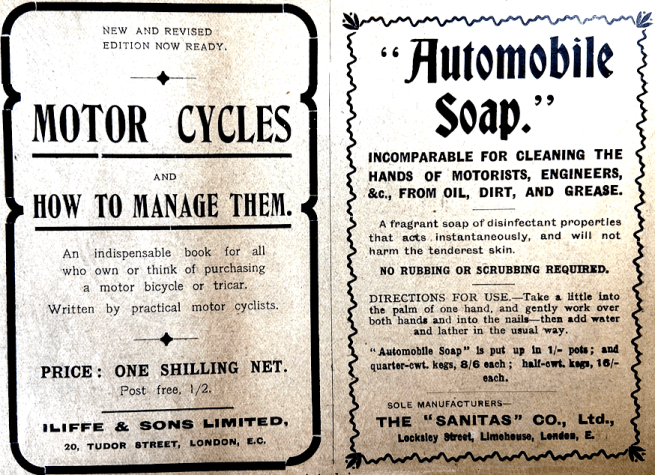 NEW AND REVISED
EDITION NOW READY.
MOTOR CYCLES
AND
HOW TO MANAGE THEM.
An indispensable book for all
who own or think of purchasing
a motor bicycle or tricar.
Written by practical motor cyclists.
PRICE: ONE SHILLING NET.
Post free, 1/2.
ILIFFE & SONS LIMITED,
20, TUDOR STREET, LONDON, E.C.
"Automobile
Soap."
INCOMPARABLE FOR CLEANING THE
HANDS OF MOTORISTS, ENGINEERS,
&c., FROM OIL, DIRT, AND GREASE.
A fragrant soap of disinfectant properties
that acts instantaneously, and will not
harm the tenderest skin.
NO RUBBING OR SCRUBBING REQUIRED.
DIRECTIONS FOR USE.—Take a little into
the palm of one hand, and gently work over
both hands and into the nails—then add water
and lather in the usual way.
"Automobile Soap" is put up in 1/- pots; and
quarter-cwt. kegs, 8/6 each; half-cwt. kegs, 16/-
each.
SOLE MANUFACTURERS—
THE "SANITAS" CO., Ltd.,
Locksley Street, Limehouse, London, E.